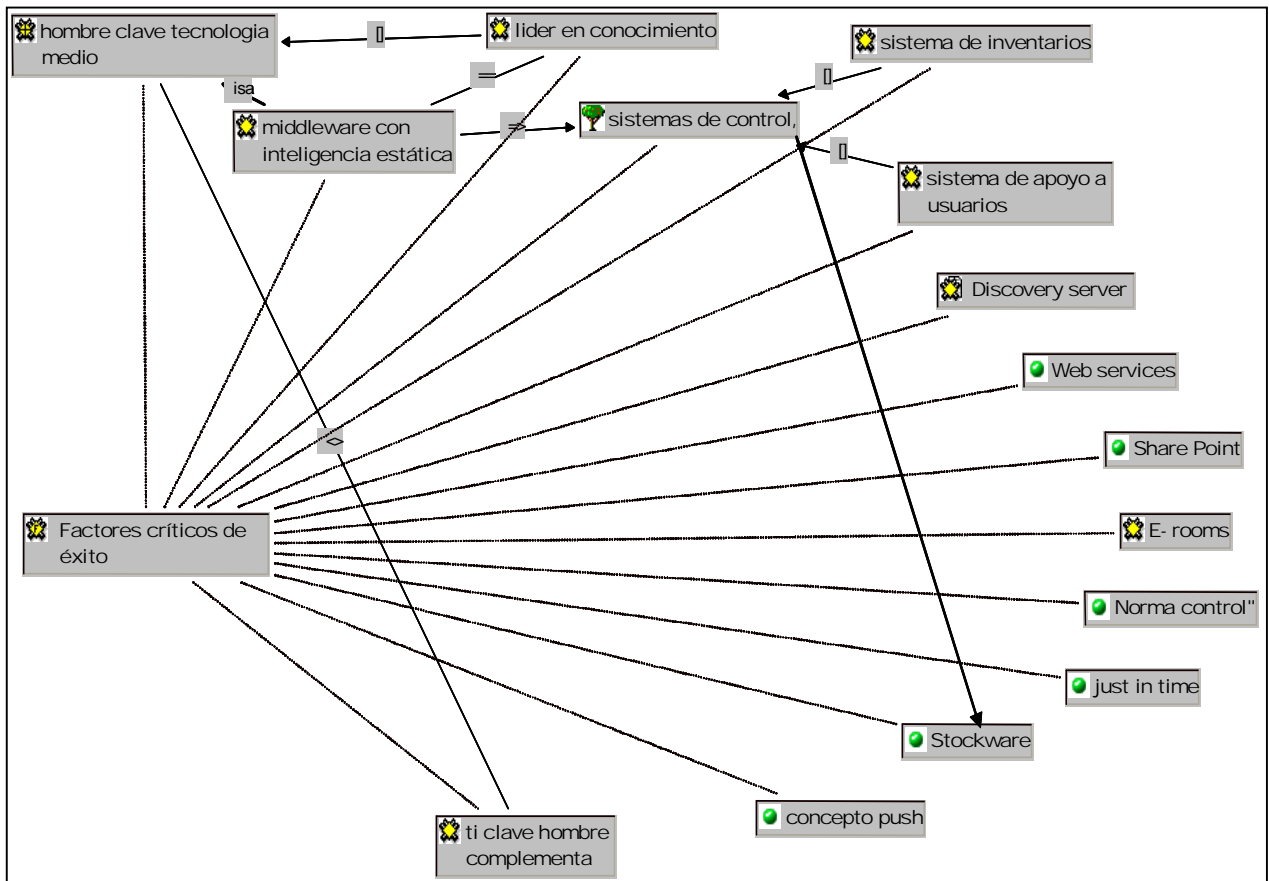 hombre clave tecnologia
medio
[]
lider en conocimiento
sistema de inventarios
isa
==
[]
middleware con
inteligencia estática
=>
sistemas de control,
[]
sistema de apoyo a
usuarios
Discovery server
Web services
<>
Share Point
Factores críticos de
éxito
E- rooms
Norma control"
just in time
Stockware
concepto push
ti clave hombre
complementa